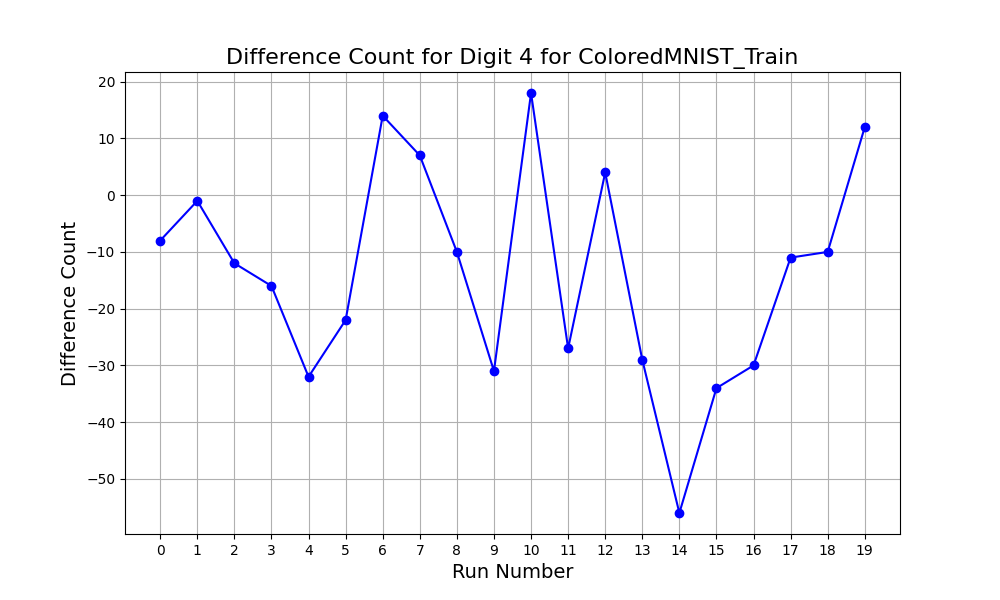 Difference Count for Digit 4 for ColoredMNIST_Train
20
10
0
−10
−20
−30
−40
−50
Difference Count
0 1 2 3 4 5 6 7 8 9 10 11 12 13 14 15 16 17 18 19
Run Number